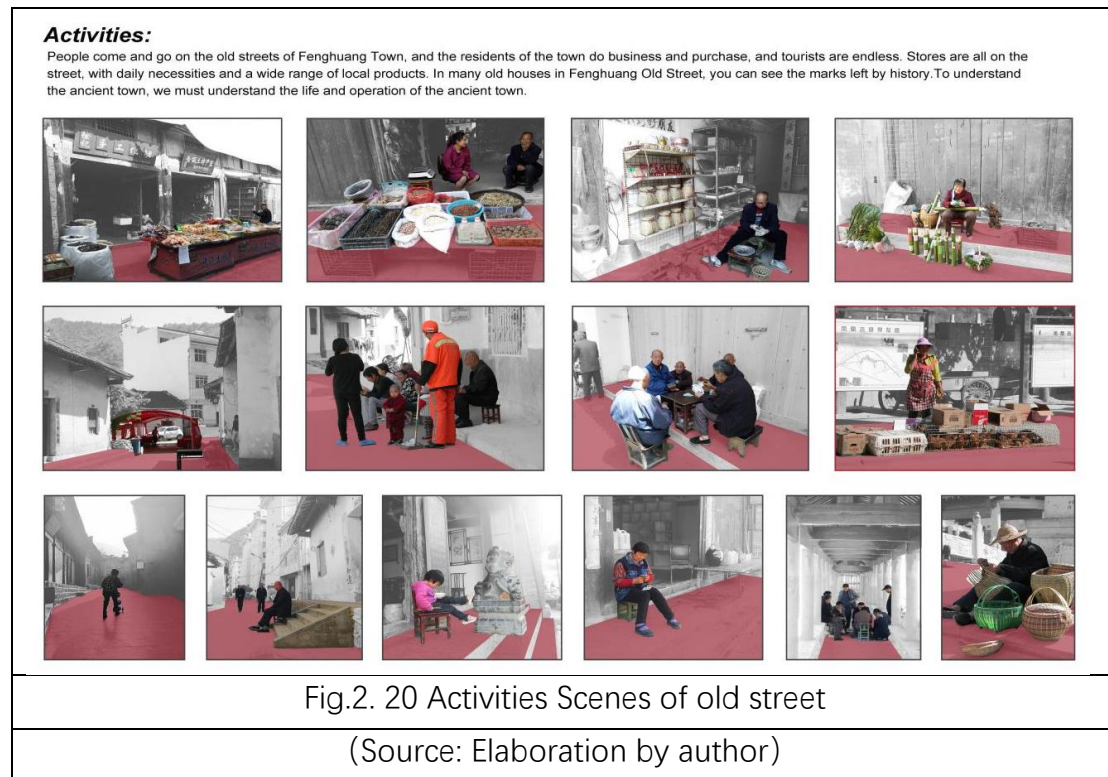 Activities:
People come and go on the old streets of Fenghuang Town, and the residents of the town do business and purchase, and tourists are endless. Stores are all on the
street, with daily necessities and a wide range of local products. In many old houses in Fenghuang Old Street, you can see the marks left by history.To understand
the ancient town, we must understand the life and operation of the ancient town.
Fig.2. 20 Activities Scenes of old street
(Source: Elaboration by author)